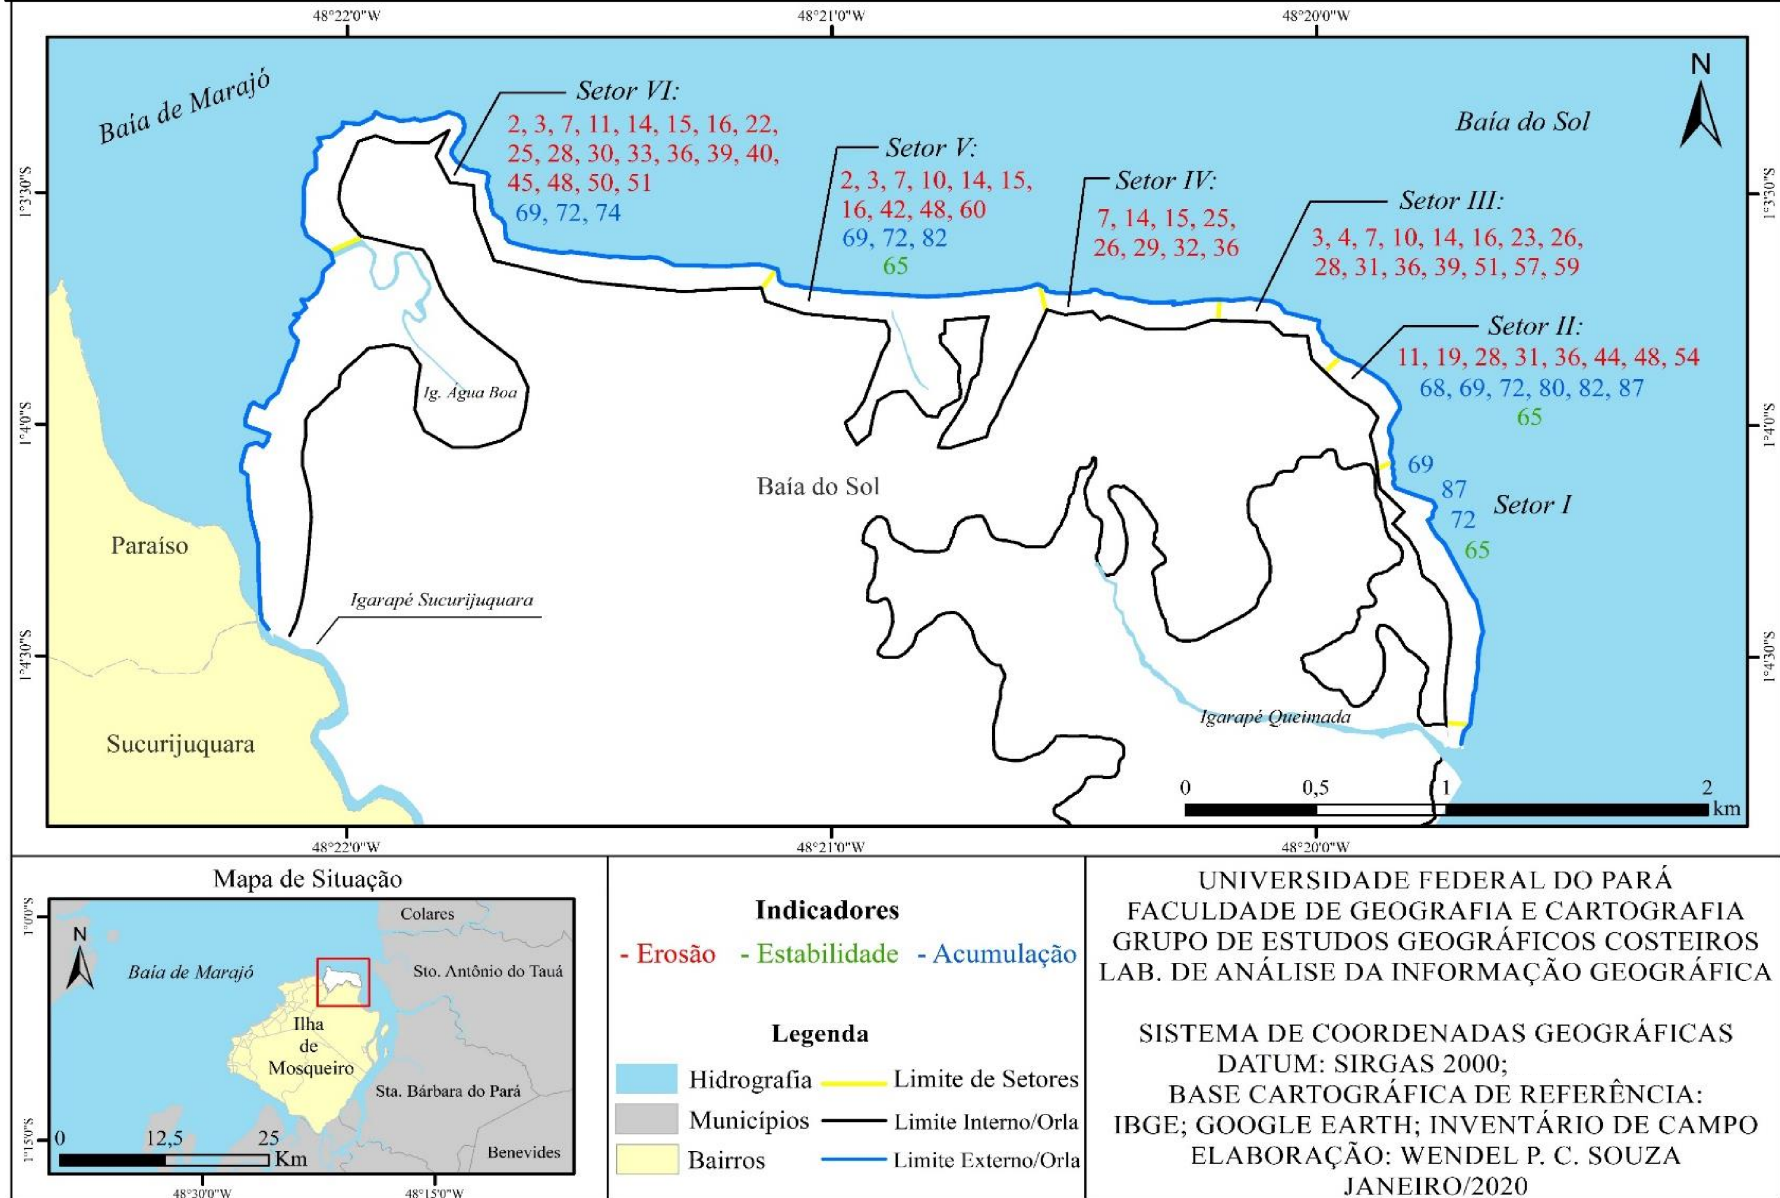 48°22'0"W
48°21'0"W
48°20'0"W
Baía de Marajó
Setor VI:
2, 3, 7, 11, 14, 15, 16, 22,
25, 28, 30, 33, 36, 39, 40,
45, 48, 50, 51
69, 72, 74
Setor V:
2, 3, 7, 10, 14, 15,
16, 42, 48, 60
69, 72, 82
65
Setor IV:
7, 14, 15, 25,
26, 29, 32, 36
Baía do Sol
N
Setor III:
3, 4, 7, 10, 14, 16, 23, 26,
28, 31, 36, 39, 51, 57, 59
Setor II:
11, 19, 28, 31, 36, 44, 48, 54
68, 69, 72, 80, 82, 87
65
69
87
72
65
Setor I
1°3'30"S
1°4'0"S
1°4'30"S
1°3'30"S
1°4'0"S
1°4'30"S
Ig. Água Boa
Baía do Sol
Paraíso
Igarapé Sucurijuquara
Sucurijuquara
Igarapé Queimada
0
0,5
1
2
km
48°22'0"W
48°21'0"W
48°20'0"W
Mapa de Situação
1°0'0"S
1°15'0"S
N
Baía de Marajó
Colares
Sto. Antônio do Tauá
Ilha
de
Mosqueiro
Sta. Bárbara do Pará
Benevides
0
12,5
25
Km
48°30'0"W
48°15'0"W
Indicadores
- Erosão - Estabilidade - Acumulação
Legenda
Hidrografia
Limite de Setores
Municípios
Limite Interno/Orla
Bairros
Limite Externo/Orla
UNIVERSIDADE FEDERAL DO PARÁ
FACULDADE DE GEOGRAFIA E CARTOGRAFIA
GRUPO DE ESTUDOS GEOGRÁFICOS COSTEIROS
LAB. DE ANÁLISE DA INFORMAÇÃO GEOGRÁFICA
SISTEMA DE COORDENADAS GEOGRÁFICAS
DATUM: SIRGAS 2000;
BASE CARTOGRÁFICA DE REFERÊNCIA:
IBGE; GOOGLE EARTH; INVENTÁRIO DE CAMPO
ELABORAÇÃO: WENDEL P. C. SOUZA
JANEIRO/2020